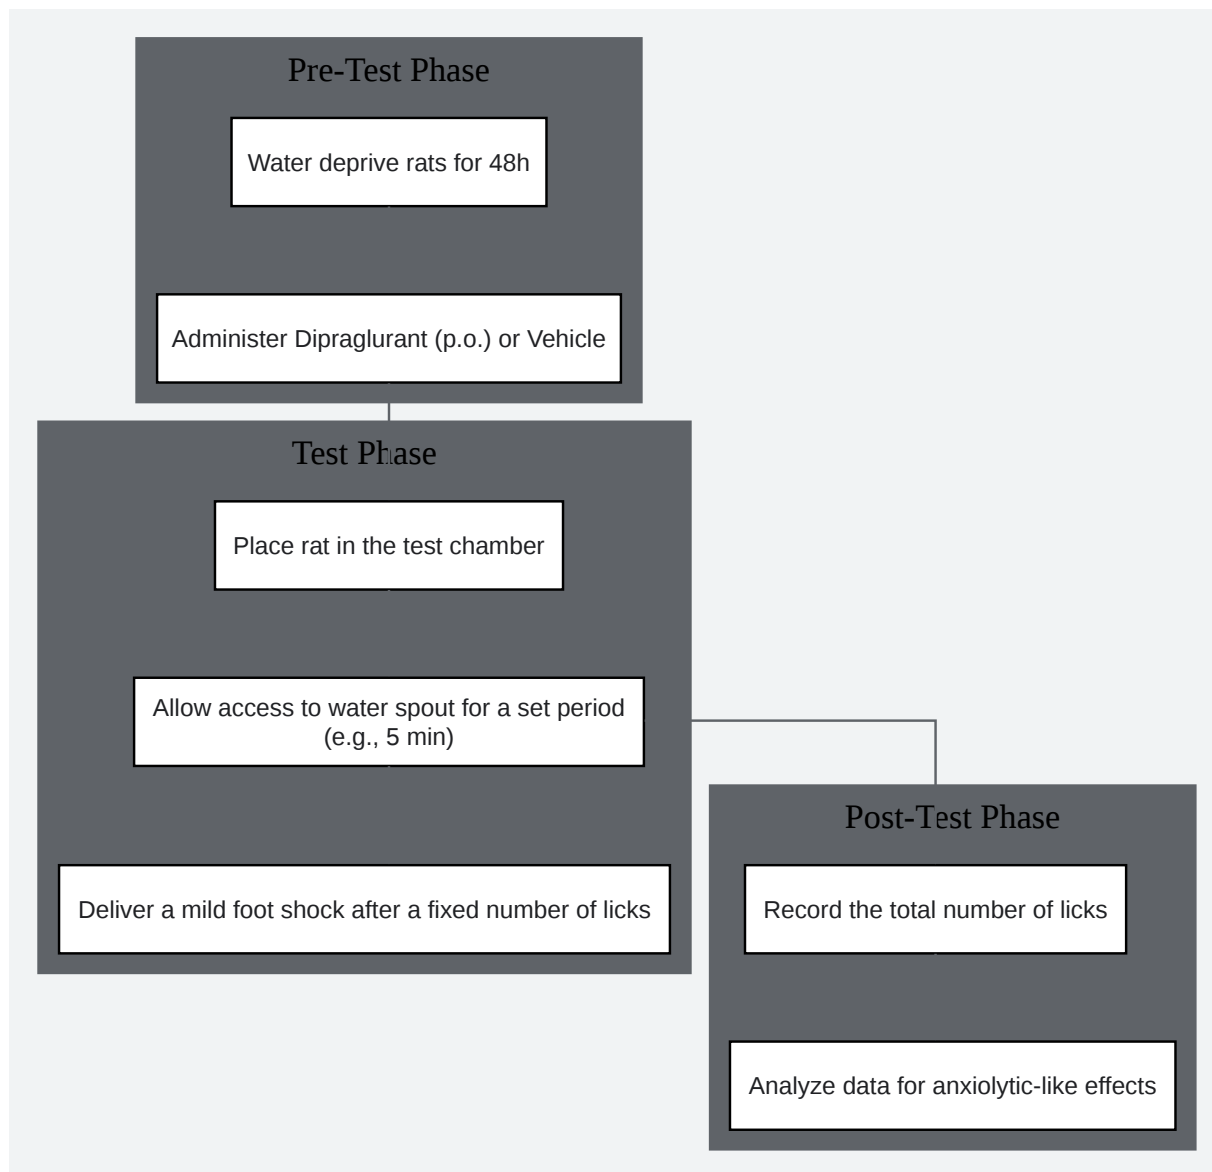 Pre-Test Phase
Water deprive rats for 48h
Administer Dipraglurant (p.o.) or Vehicle
Test Phase
Place rat in the test chamber
Allow access to water spout for a set period
(e.g., 5 min)
Deliver a mild foot shock after a fixed number of licks
Post-Test Phase
Record the total number of licks
Analyze data for anxiolytic-like effects